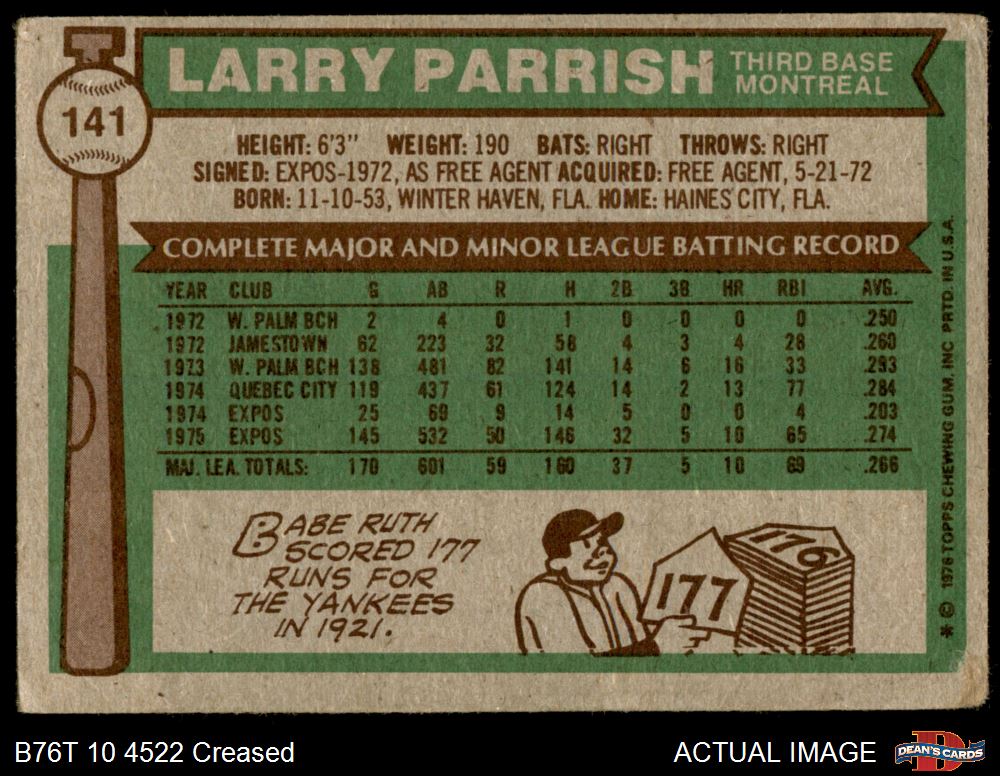 141
LARRY PARRISH THIRD BASE
MONTREAL
HEIGHT: 6'3" WEIGHT: 190 BATS: RIGHT THROWS: RIGHT
SIGNED: EXPOS-1972, AS FREE AGENT ACQUIRED: FREE AGENT, 5-21-72
BORN: 11-10-53, WINTER HAVEN, FLA. HOME: HAINES CITY, FLA.
COMPLETE MAJOR AND MINOR LEAGUE BATTING RECORD
YEAR CLUB G AB R H 2B 3B HR RBI AVG.
1972 W. PALM BCH 2 4 0 1 0 0 0 0 .250
1972 JAMESTOWN 62 223 32 58 4 3 4 28 .260
1973 W. PALM BCH 138 481 82 141 14 6 16 33 .293
1974 QUEBEC CITY 119 437 61 124 14 2 13 77 .284
1974 EXPOS 25 69 9 14 5 0 0 4 .203
1975 EXPOS 145 532 50 146 32 5 10 65 .274
MAJ. LEA. TOTALS: 170 601 59 160 37 5 10 69 .266
BABE RUTH
SCORED 177
RUNS FOR
THE YANKEES
IN 1921.
177
176
* © 1976 TOPPS CHEWING GUM, INC PRTD. IN U.S.A.
B76T 10 4522 Creased
ACTUAL IMAGE
D
DEAN'S CARDS